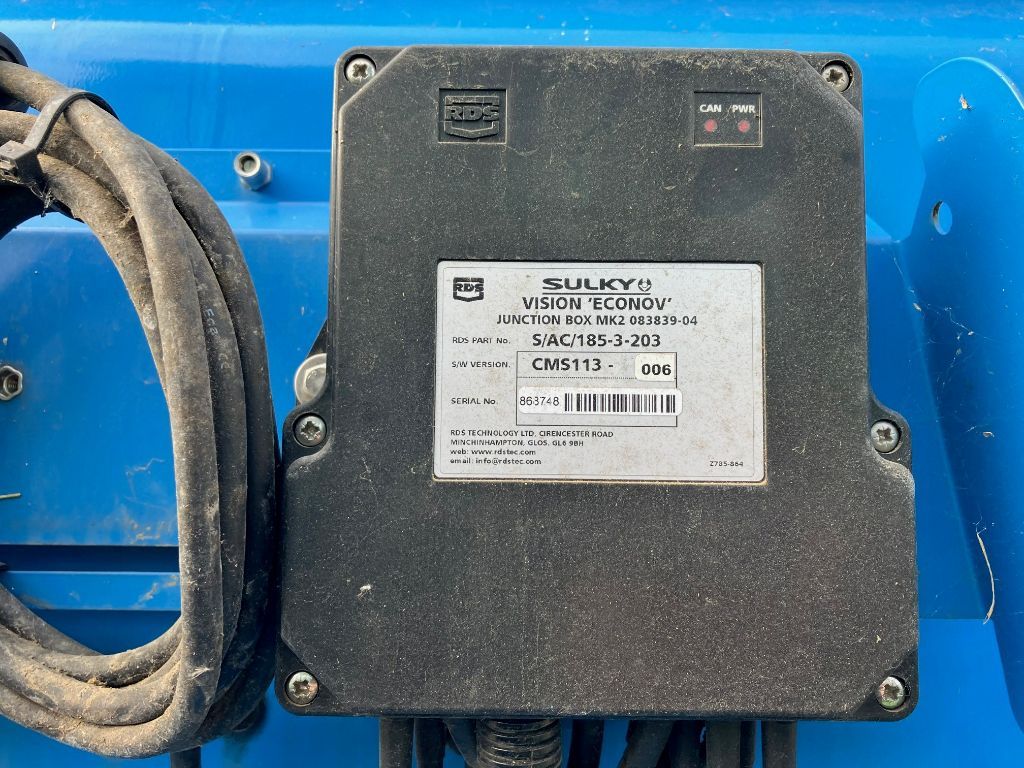 RDS
CAN PWR
RDS SULKY
VISION 'ECONOV'
JUNCTION BOX MK2 083839-04
RDS PART No. S/AC/185-3-203
S/W VERSION. CMS113 - 006
SERIAL No. 863748
RDS TECHNOLOGY LTD, CIRENCESTER ROAD
MINCHINHAMPTON, GLOS, GL6 9BH
web: www.rdstec.com
email: info@rdstec.com
Z785-864